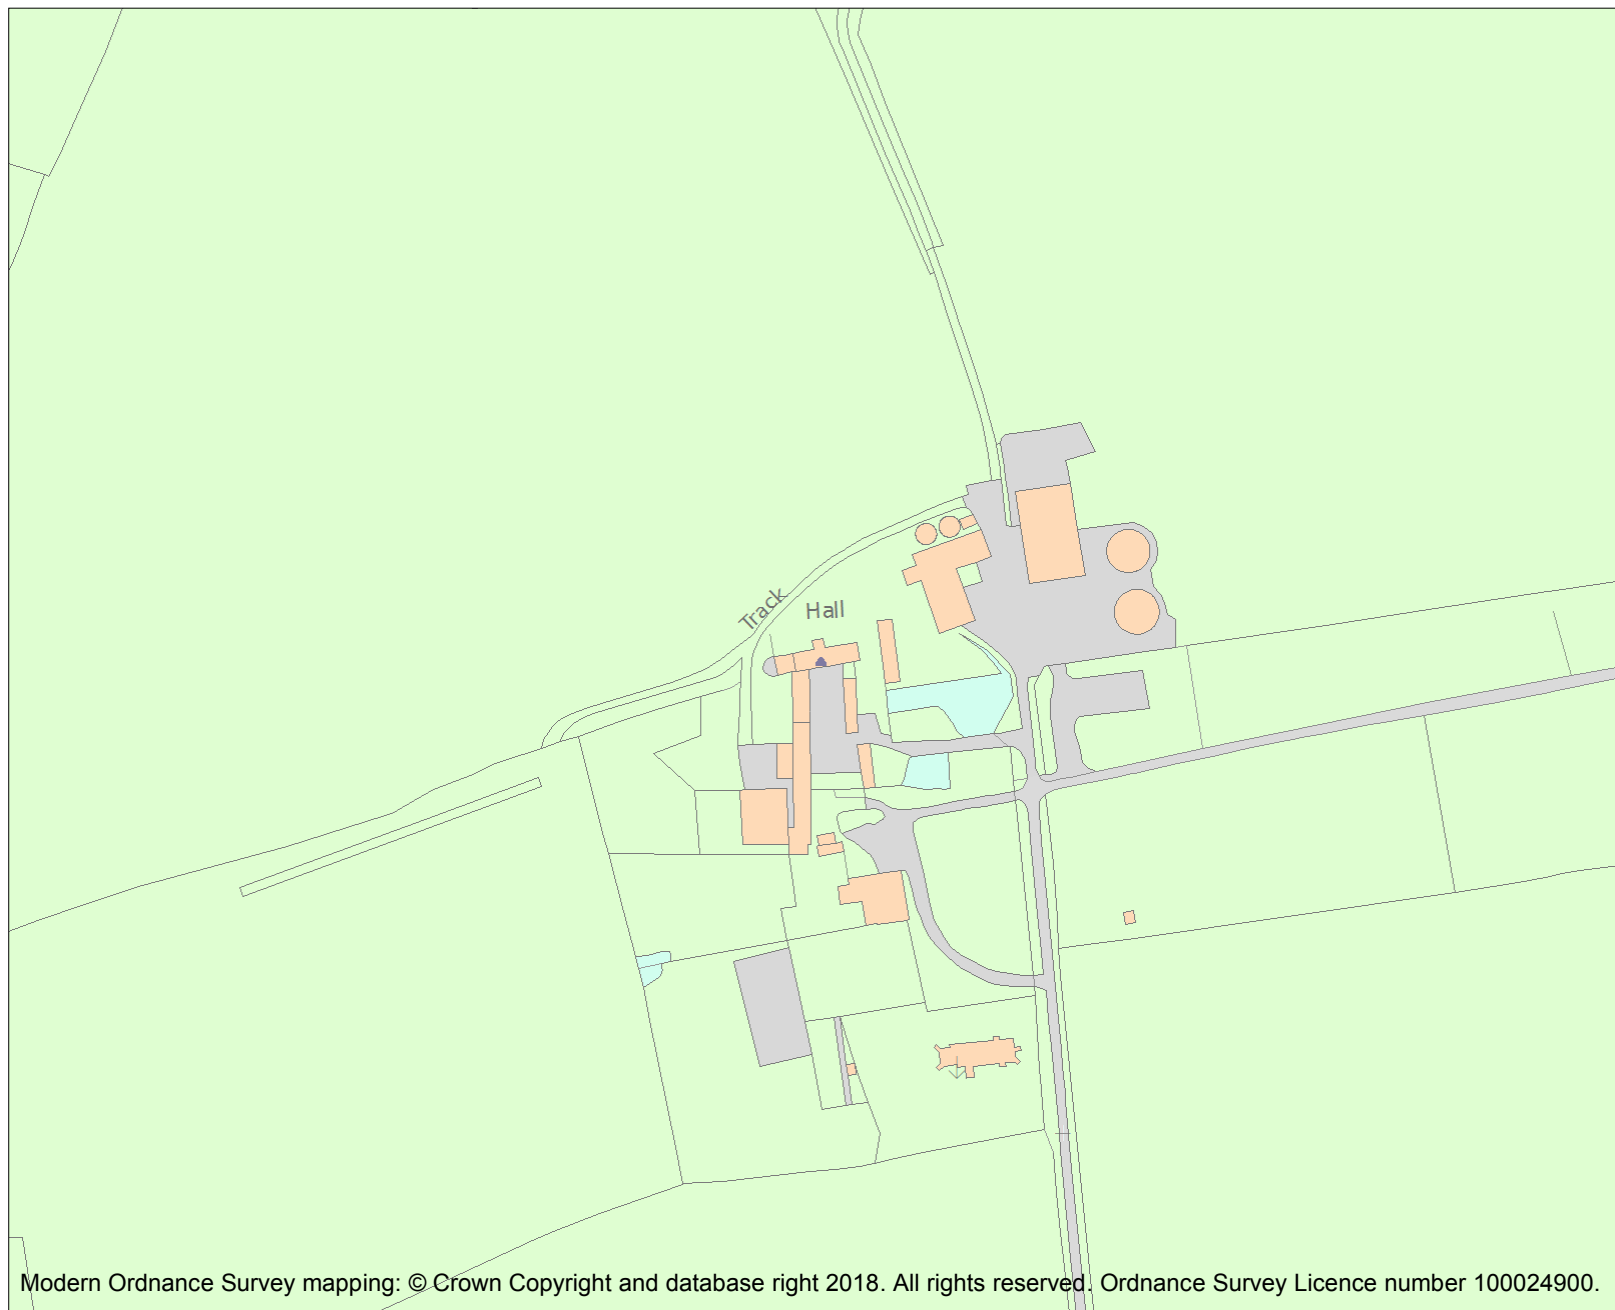 Track
Hall
Modern Ordnance Survey mapping: © Crown Copyright and database right 2018. All rights reserved. Ordnance Survey Licence number 100024900.